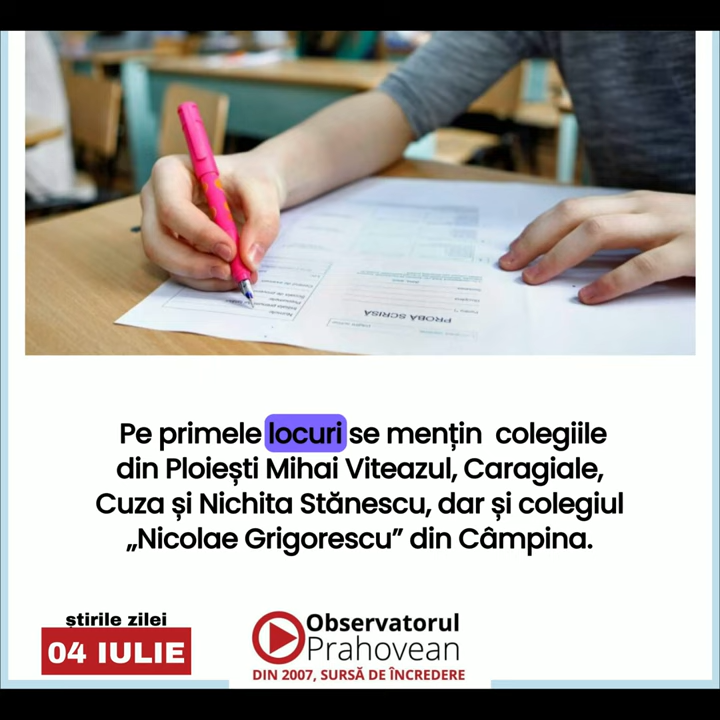 PROBĂ SCRISĂ
Pe primele locuri se mențin colegiile
din Ploiești Mihai Viteazul, Caragiale,
Cuza și Nichita Stănescu, dar și colegiul
„Nicolae Grigorescu” din Câmpina.
știrile zilei
04 IULIE
Observatorul
Prahovean
DIN 2007, SURSĂ DE ÎNCREDERE